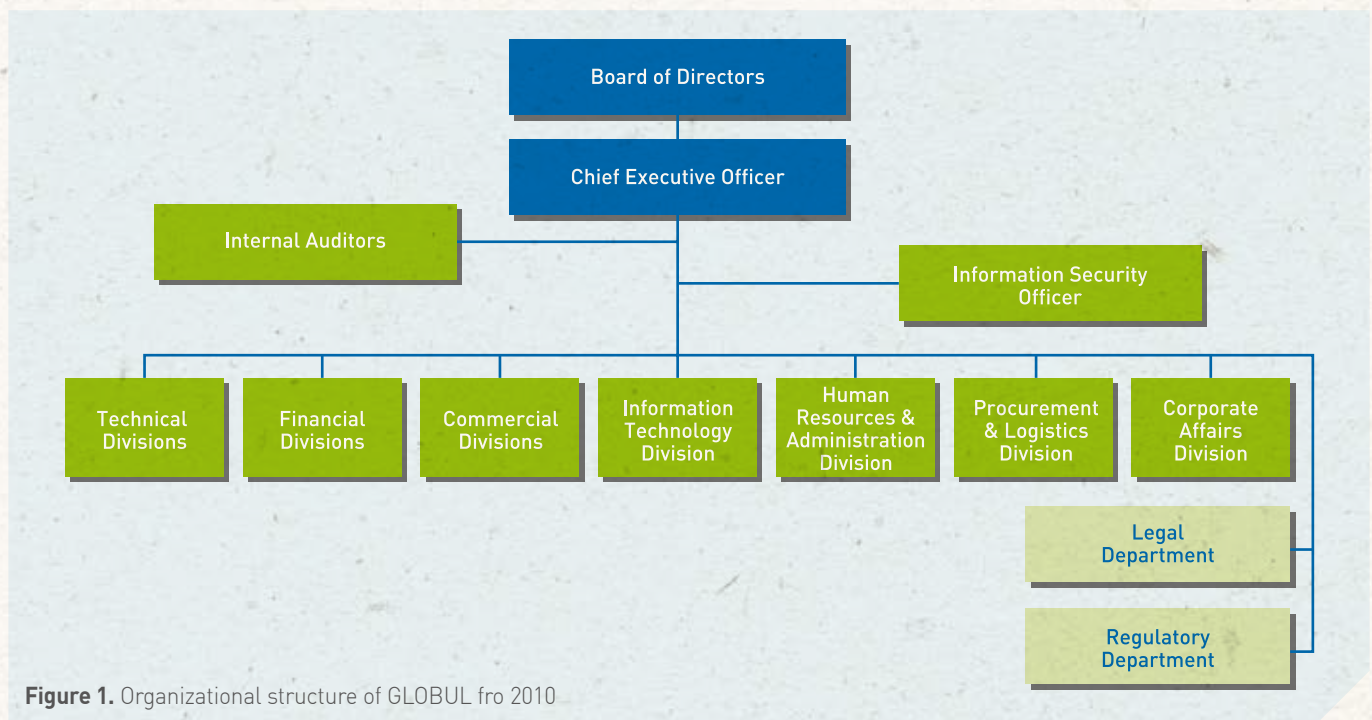 Board of Directors
Chief Executive Officer
Internal Auditors
Information Security
Officer
Technical
Divisions
Financial
Divisions
Commercial
Divisions
Information
Technology
Division
Human
Resources &
Administration
Division
Procurement
& Logistics
Division
Corporate
Affairs
Division
Legal
Department
Regulatory
Department
Figure 1. Organizational structure of GLOBUL fro 2010